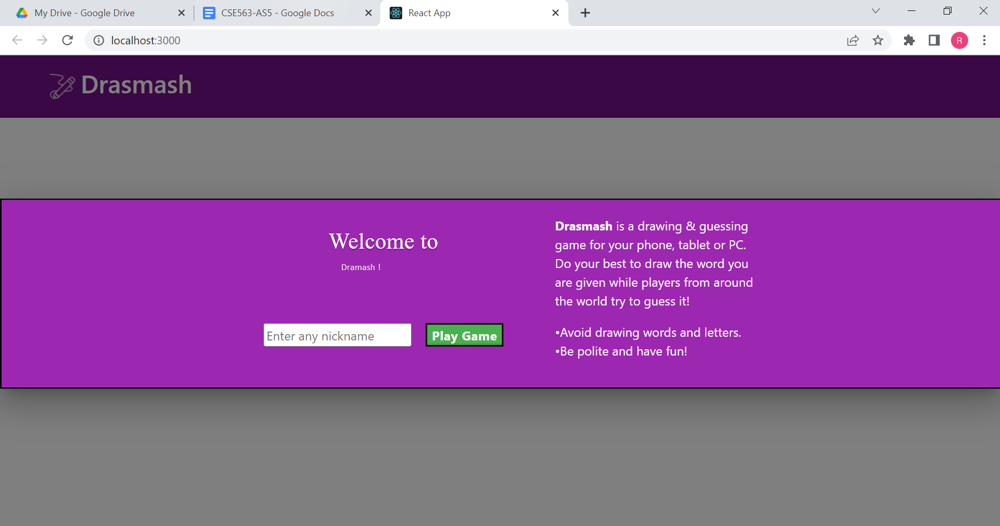 My Drive - Google Drive
CSE563-AS5 - Google Docs
React App
localhost:3000
R
Drasmash
Welcome to
Dramash !
Enter any nickname
Play Game
Drasmash is a drawing & guessing
game for your phone, tablet or PC.
Do your best to draw the word you
are given while players from around
the world try to guess it!
•Avoid drawing words and letters.
•Be polite and have fun!